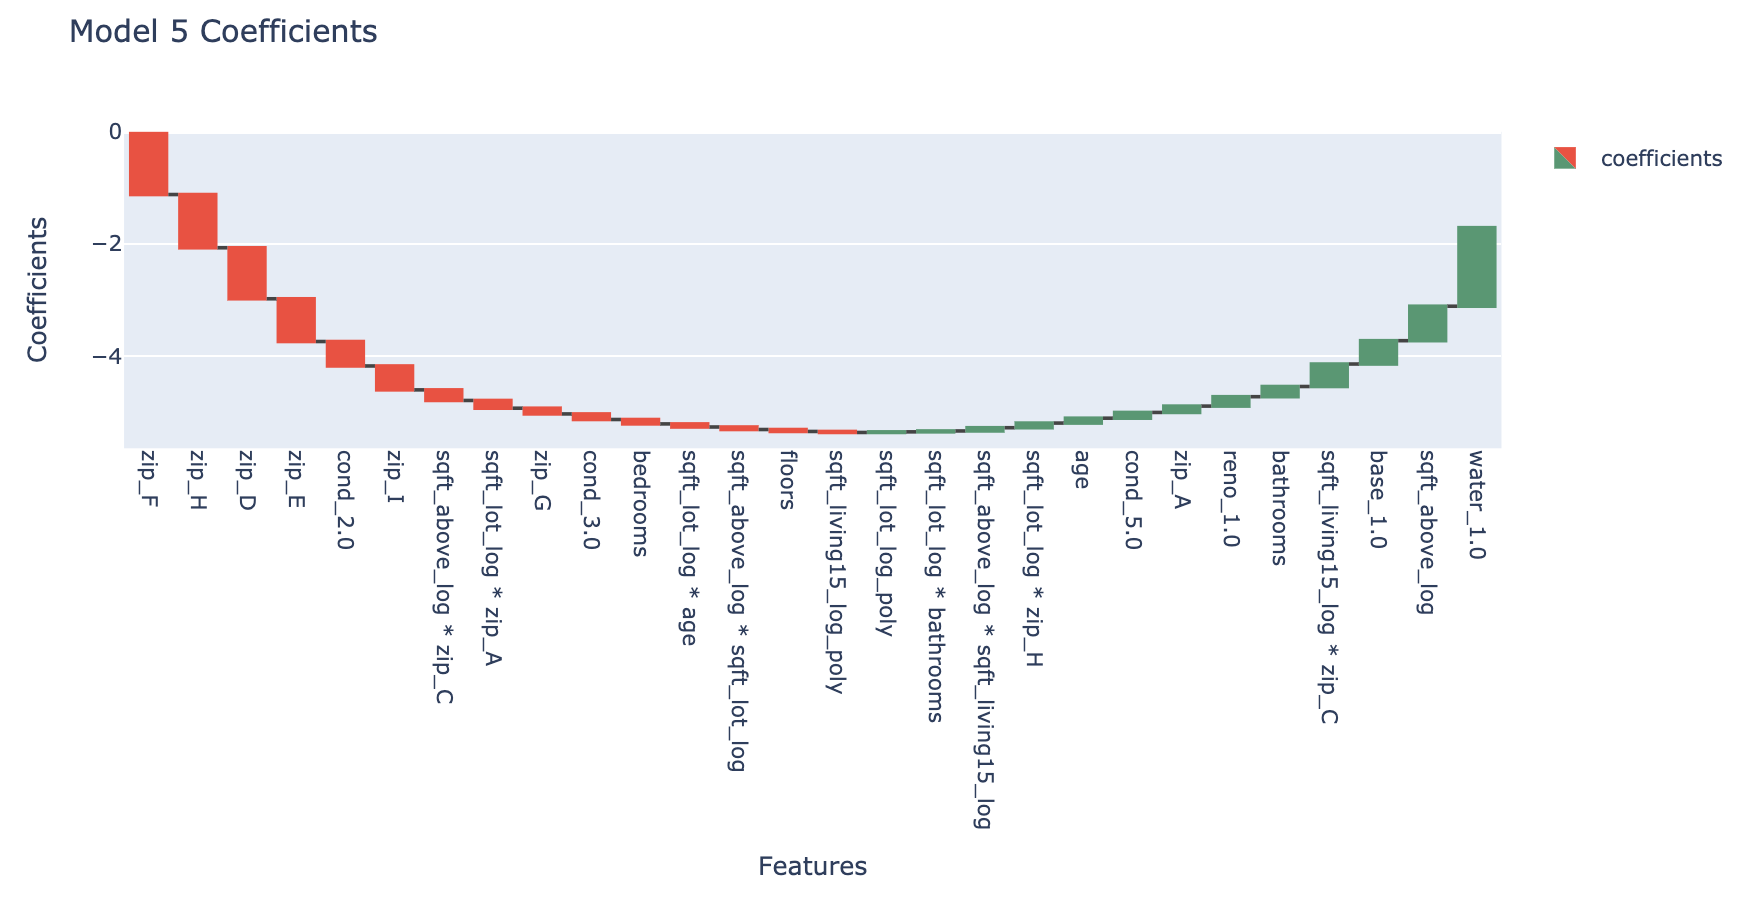 Model 5 Coefficients
0
−2
−4
Coefficients
coefficients
zip_F
zip_H
zip_D
zip_E
cond_2.0
zip_I
sqft_above_log * zip_C
sqft_lot_log * zip_A
zip_G
cond_3.0
bedrooms
sqft_lot_log * age
sqft_above_log * sqft_lot_log
floors
sqft_living15_log_poly
sqft_lot_log_poly
sqft_lot_log * bathrooms
sqft_above_log * sqft_living15_log
sqft_lot_log * zip_H
age
cond_5.0
zip_A
reno_1.0
bathrooms
sqft_living15_log * zip_C
base_1.0
sqft_above_log
water_1.0
Features